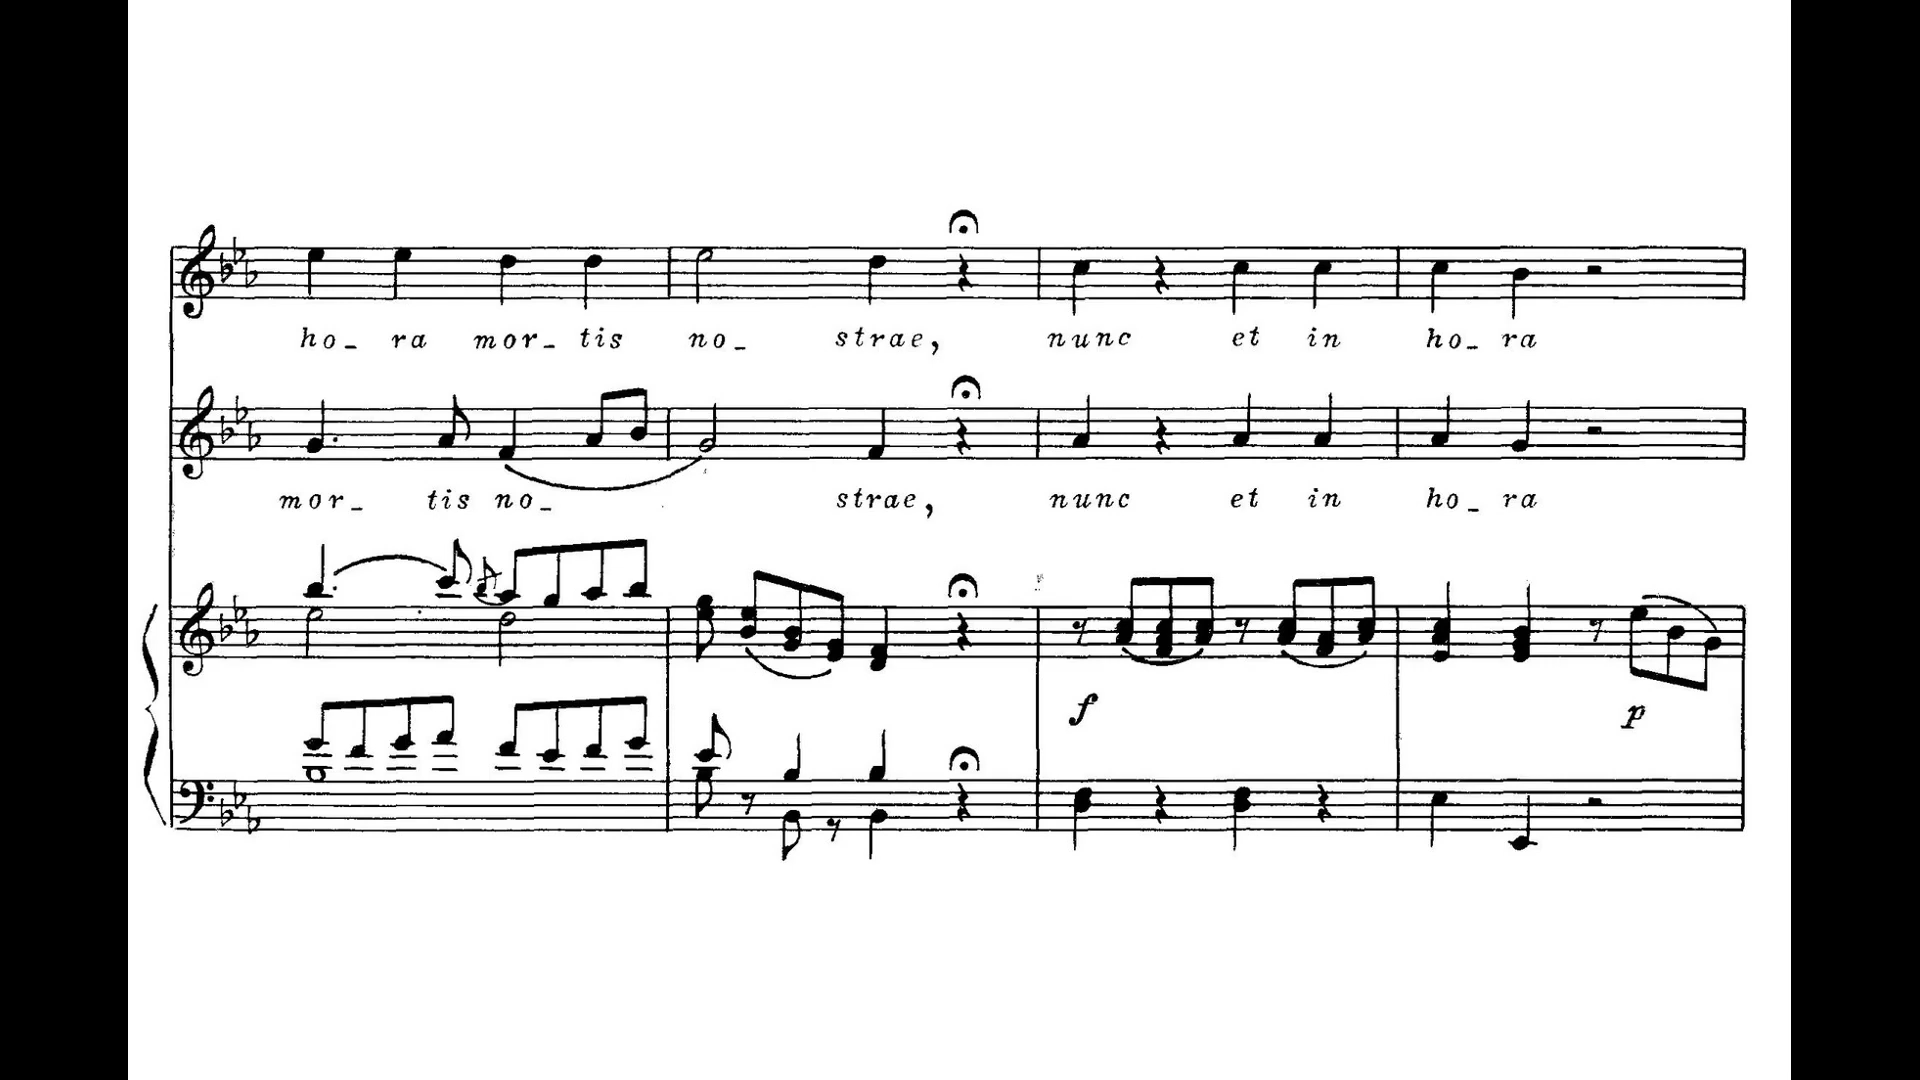 ho_ ra mor_ tis no_ strae, nunc et in ho_ ra
mor_ tis no_ strae, nunc et in ho_ ra
f p